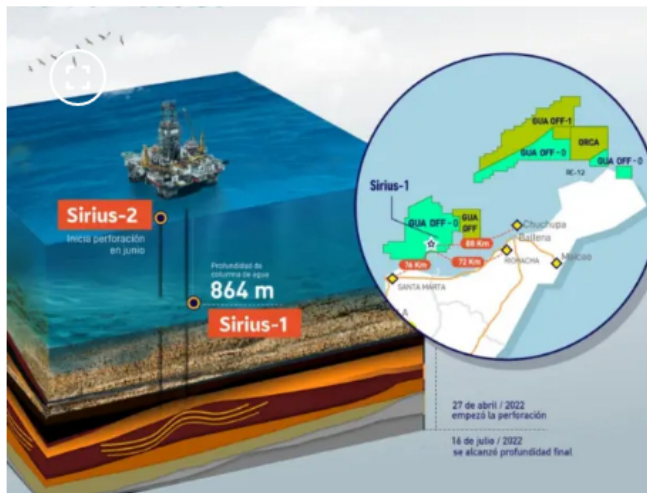 Sirius-2
Inicia perforación
en junio
Profundidad de
columna de agua
864 m
Sirius-1
GUA OFF-1
GUA OFF-0
ORCA
GUA OFF-0
Sirius-1
GUA OFF-0
GUA
OFF
Chuchupa
Ballena
88 Km
76 Km
72 Km
RIOHACHA
Maicao
SANTA MARTA
27 de abril / 2022
empezó la perforación
16 de julio / 2022
se alcanzó profundidad final